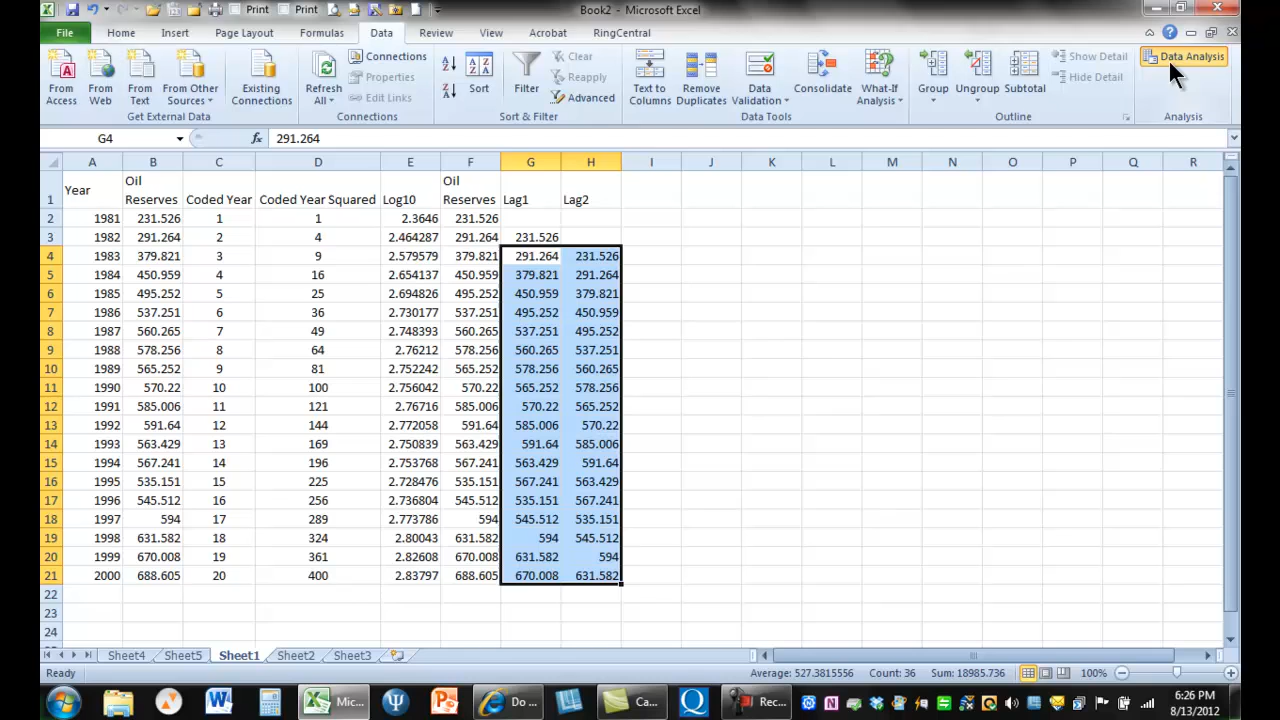 Print Print Book2 - Microsoft Excel
File Home Insert Page Layout Formulas Data Review View Acrobat RingCentral
From Access From Web From Text From Other Sources Existing Connections Refresh All Connections Properties Edit Links Sort Filter Clear Reapply Advanced Text to Columns Remove Duplicates Data Validation Consolidate What-If Analysis Group Ungroup Subtotal Show Detail Hide Detail Data Analysis
Get External Data Connections Sort & Filter Data Tools Outline Analysis
G4 fx 291.264
A B C D E F G H I J K L M N O P Q R
1 Year Oil Reserves Coded Year Coded Year Squared Log10 Oil Reserves Lag1 Lag2
2 1981 231.526 1 1 2.3646 231.526
3 1982 291.264 2 4 2.464287 291.264 231.526
4 1983 379.821 3 9 2.579579 379.821 291.264 231.526
5 1984 450.959 4 16 2.654137 450.959 379.821 291.264
6 1985 495.252 5 25 2.694826 495.252 450.959 379.821
7 1986 537.251 6 36 2.730177 537.251 495.252 450.959
8 1987 560.265 7 49 2.748393 560.265 537.251 495.252
9 1988 578.256 8 64 2.76212 578.256 560.265 537.251
10 1989 565.252 9 81 2.752242 565.252 578.256 560.265
11 1990 570.22 10 100 2.756042 570.22 565.252 578.256
12 1991 585.006 11 121 2.76716 585.006 570.22 565.252
13 1992 591.64 12 144 2.772058 591.64 585.006 570.22
14 1993 563.429 13 169 2.750839 563.429 591.64 585.006
15 1994 567.241 14 196 2.753768 567.241 563.429 591.64
16 1995 535.151 15 225 2.728476 535.151 567.241 563.429
17 1996 545.512 16 256 2.736804 545.512 535.151 567.241
18 1997 594 17 289 2.773786 594 545.512 535.151
19 1998 631.582 18 324 2.80043 631.582 594 545.512
20 1999 670.008 19 361 2.82608 670.008 631.582 594
21 2000 688.605 20 400 2.83797 688.605 670.008 631.582
22
23
24
Sheet4 Sheet5 Sheet1 Sheet2 Sheet3
Ready Average: 527.3815556 Count: 36 Sum: 18985.736 100%
Mic... Do ... Ca... Rec... 6:26 PM
8/13/2012